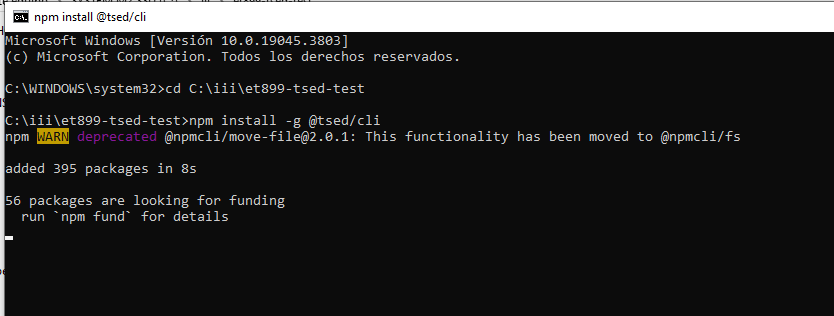 npm install @tsed/cli
Microsoft Windows [Versión 10.0.19045.3803]
(c) Microsoft Corporation. Todos los derechos reservados.
C:\WINDOWS\system32>cd C:\iii\et899-tsed-test
C:\iii\et899-tsed-test>npm install -g @tsed/cli
npm WARN deprecated @npmcli/move-file@2.0.1: This functionality has been moved to @npmcli/fs
added 395 packages in 8s
56 packages are looking for funding
  run `npm fund` for details